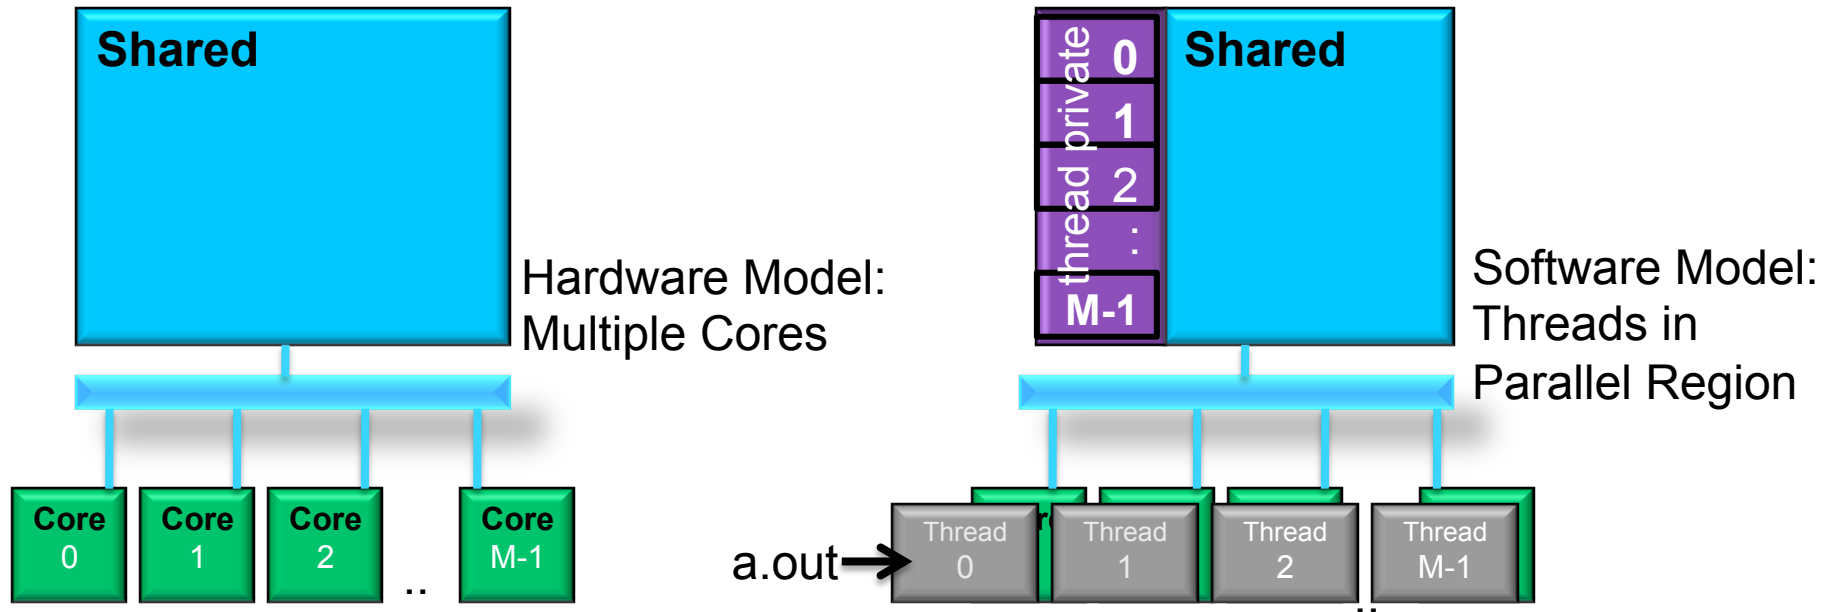 Shared
Hardware Model:
Multiple Cores
Core
0
Core
1
Core
2
..
Core
M-1
thread private
0
1
2
:
M-1
Shared
Software Model:
Threads in
Parallel Region
a.out
Thread
0
Thread
1
Thread
2
..
Thread
M-1